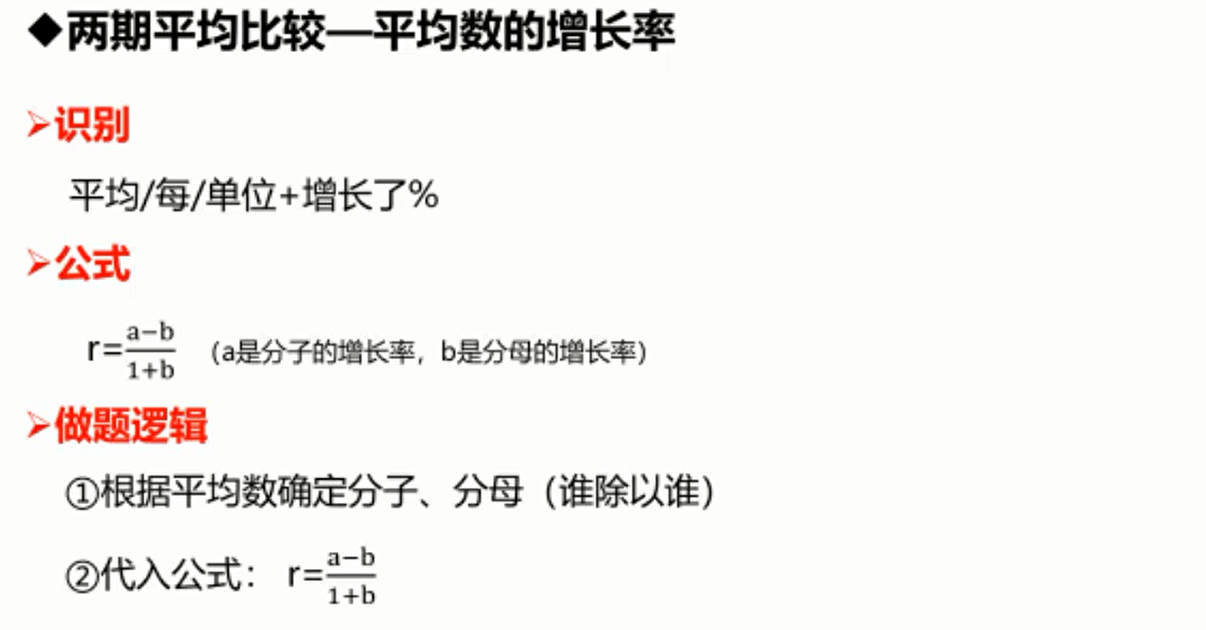 ◆两期平均比较—平均数的增长率
➢识别
平均/每/单位+增长了%
➢公式
r=\frac{a−b}{1+b} （a是分子的增长率，b是分母的增长率）
➢做题逻辑
①根据平均数确定分子、分母（谁除以谁）
②代入公式： r=\frac{a−b}{1+b}